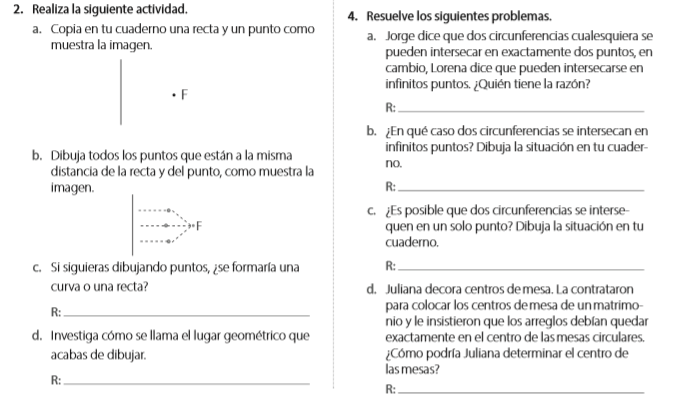 2. Realiza la siguiente actividad.
a. Copia en tu cuaderno una recta y un punto como
muestra la imagen.
F
b. Dibuja todos los puntos que están a la misma
distancia de la recta y del punto, como muestra la
imagen.
F
c. Si siguieras dibujando puntos, ¿se formaría una
curva o una recta?
R:
d. Investiga cómo se llama el lugar geométrico que
acabas de dibujar.
R:
4. Resuelve los siguientes problemas.
a. Jorge dice que dos circunferencias cualesquiera se
pueden intersecar en exactamente dos puntos, en
cambio, Lorena dice que pueden intersecarse en
infinitos puntos. ¿Quién tiene la razón?
R:
b. ¿En qué caso dos circunferencias se intersecan en
infinitos puntos? Dibuja la situación en tu cuader-
no.
R:
c. ¿Es posible que dos circunferencias se interse-
quen en un solo punto? Dibuja la situación en tu
cuaderno.
R:
d. Juliana decora centros de mesa. La contrataron
para colocar los centros de mesa de un matrimo-
nio y le insistieron que los arreglos debían quedar
exactamente en el centro de las mesas circulares.
¿Cómo podría Juliana determinar el centro de
las mesas?
R: